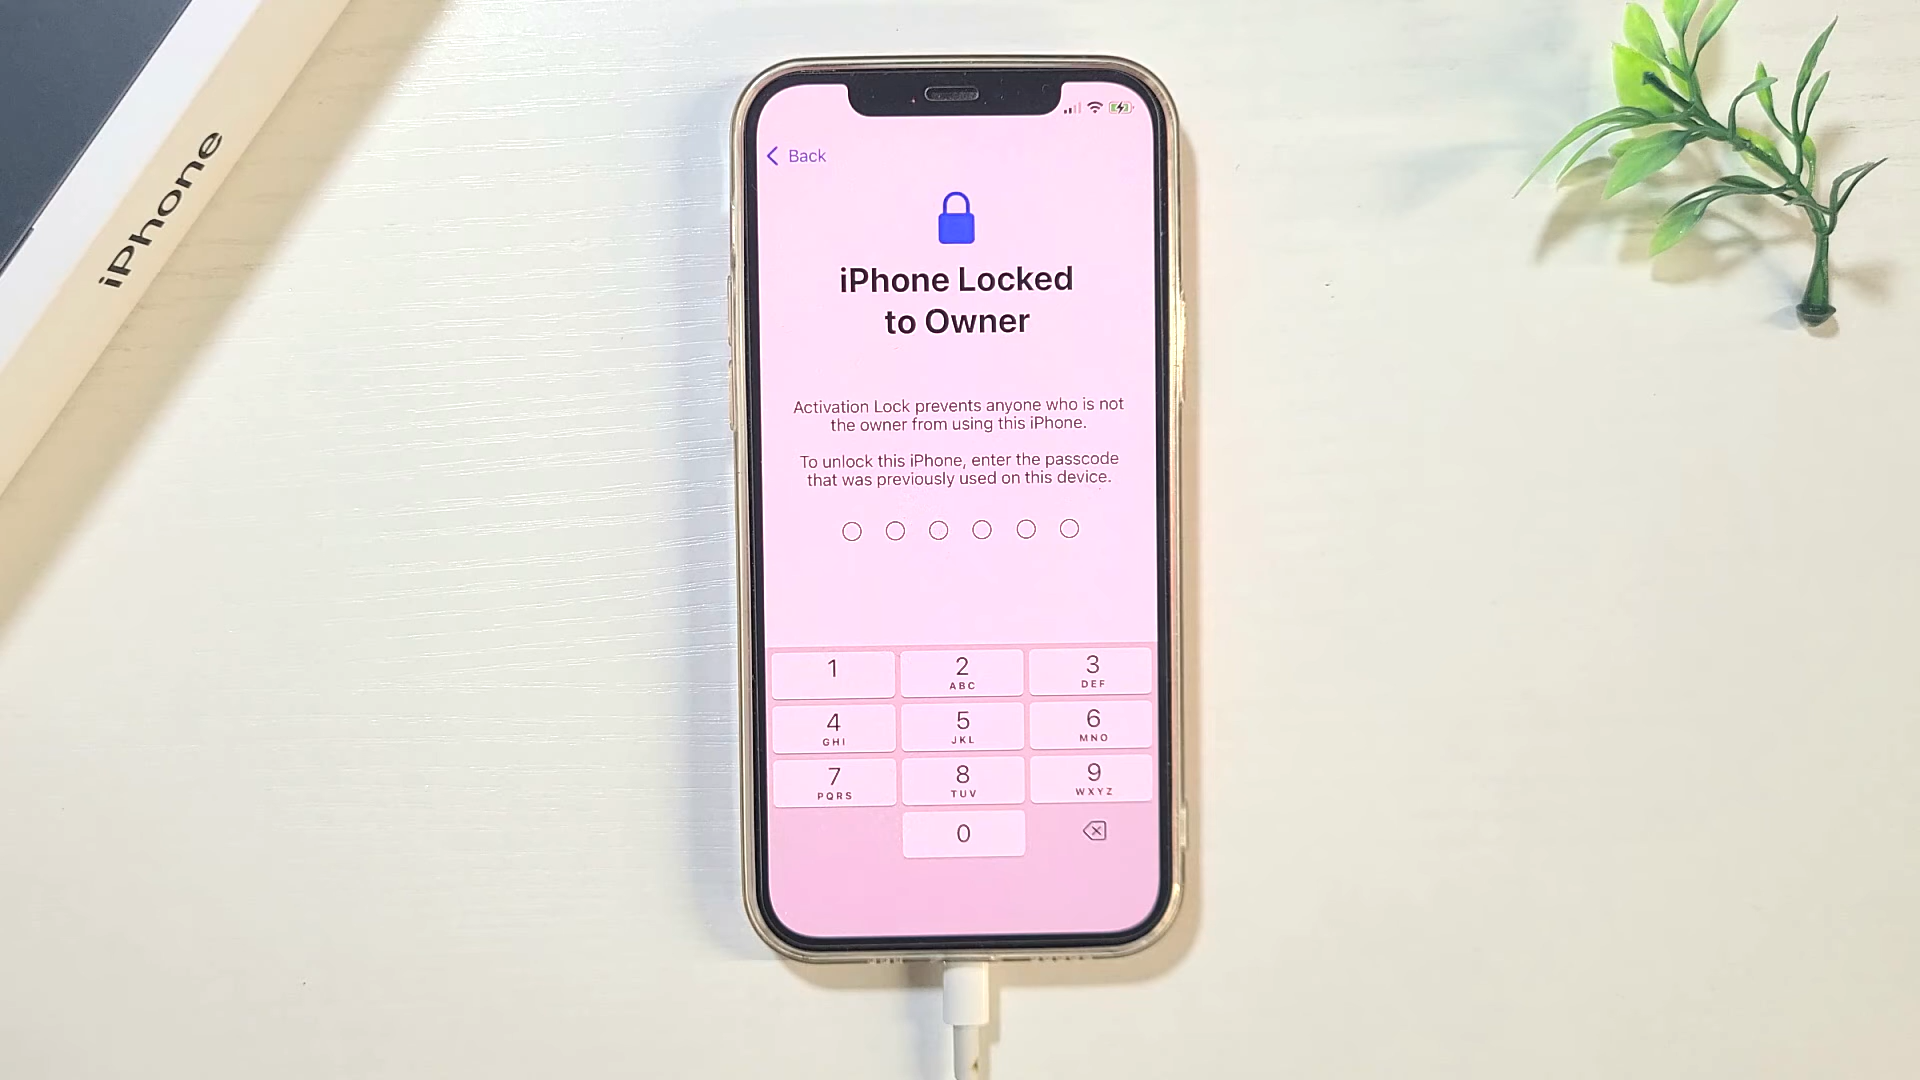 iPhone
Back
iPhone Locked
to Owner
Activation Lock prevents anyone who is not
the owner from using this iPhone.
To unlock this iPhone, enter the passcode
that was previously used on this device.
1
2
ABC
3
DEF
4
GHI
5
JKL
6
MNO
7
PQRS
8
TUV
9
WXYZ
0